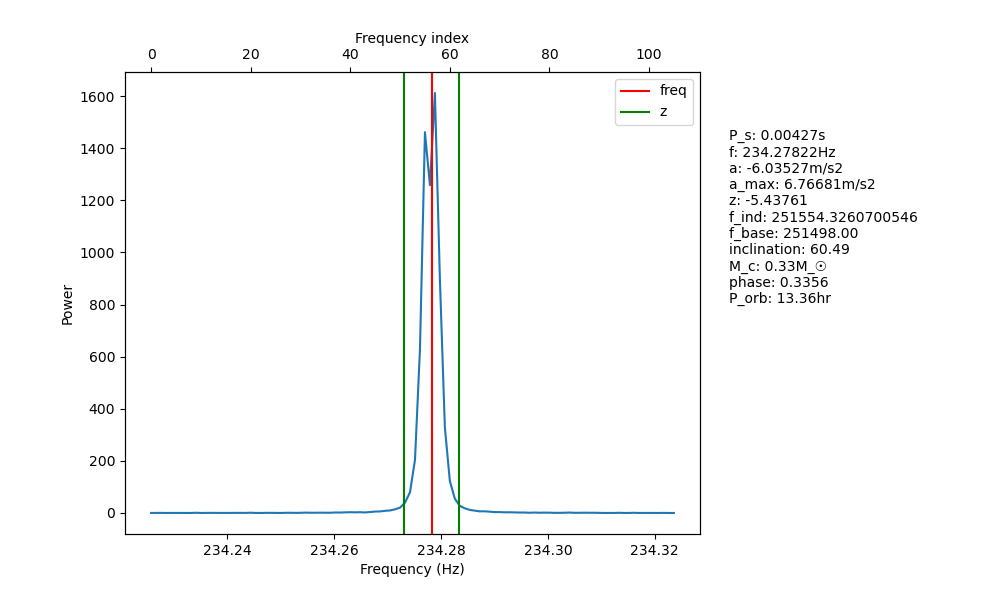 Frequency index
0 20 40 60 80 100
1600
1400
1200
1000
800
600
400
200
0
Power
freq
z
234.24 234.26 234.28 234.30 234.32
Frequency (Hz)
P_s: 0.00427s
f: 234.27822Hz
a: -6.03527m/s2
a_max: 6.76681m/s2
z: -5.43761
f_ind: 251554.3260700546
f_base: 251498.00
inclination: 60.49
M_c: 0.33M_☉
phase: 0.3356
P_orb: 13.36hr